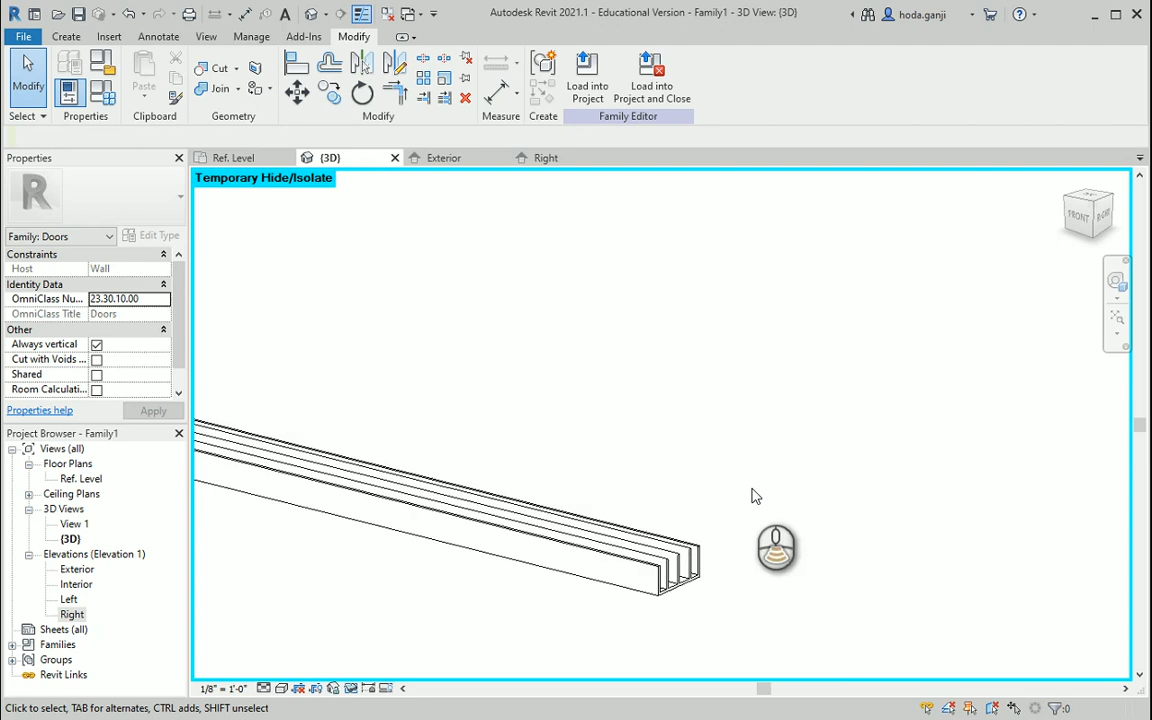 Autodesk Revit 2021.1 - Educational Version - Family1 - 3D View: {3D}
hoda.ganji
File Create Insert Annotate View Manage Add-Ins Modify
Modify
Paste
Cut
Join
Load into Project
Load into Project and Close
Select Properties Clipboard Geometry Modify Measure Create Family Editor
Properties
Ref. Level {3D} Exterior Right
Temporary Hide/Isolate
FRONT RIGHT
Family: Doors Edit Type
Constraints
Host Wall
Identity Data
OmniClass Nu... 23.30.10.00
OmniClass Title Doors
Other
Always vertical
Cut with Voids ...
Shared
Room Calculati...
Properties help Apply
Project Browser - Family1
Views (all)
Floor Plans
Ref. Level
Ceiling Plans
3D Views
View 1
{3D}
Elevations (Elevation 1)
Exterior
Interior
Left
Right
Sheets (all)
Families
Groups
Revit Links
1/8" = 1'-0"
Click to select, TAB for alternates, CTRL adds, SHIFT unselect
:0